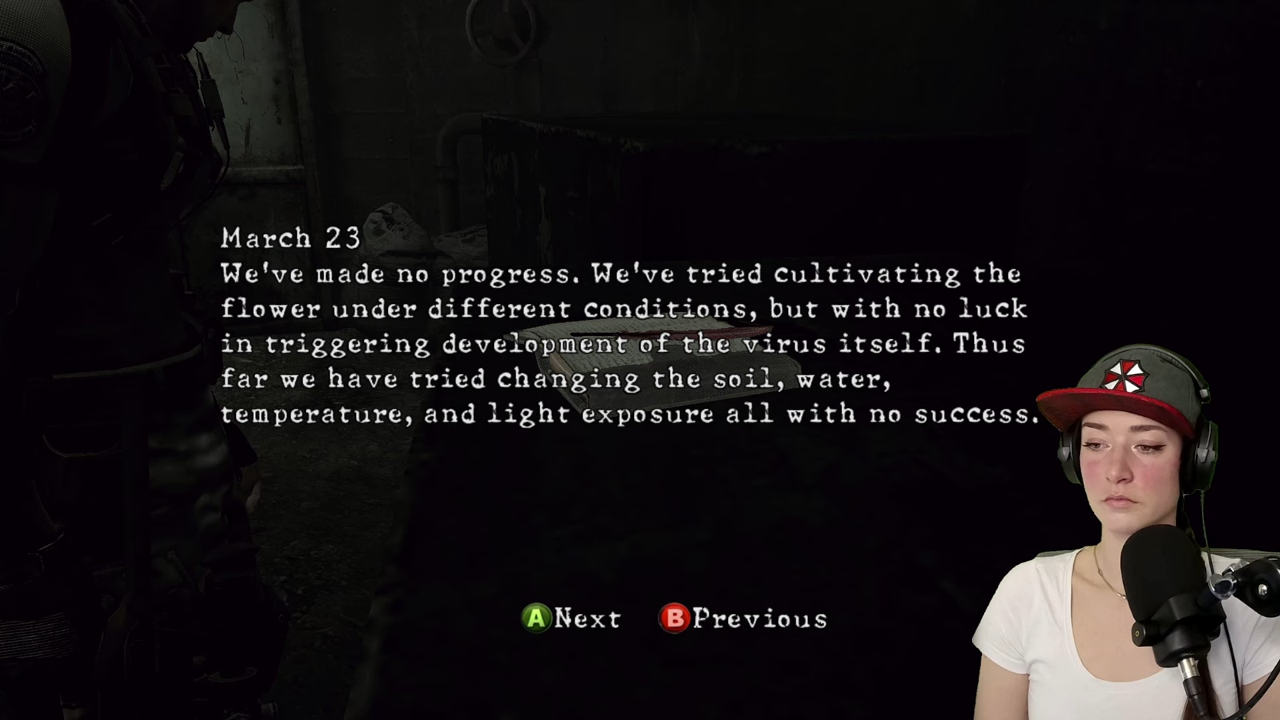 March 23
We've made no progress. We've tried cultivating the
flower under different conditions, but with no luck
in triggering development of the virus itself. Thus
far we have tried changing the soil, water,
temperature, and light exposure all with no success.
A Next B Previous